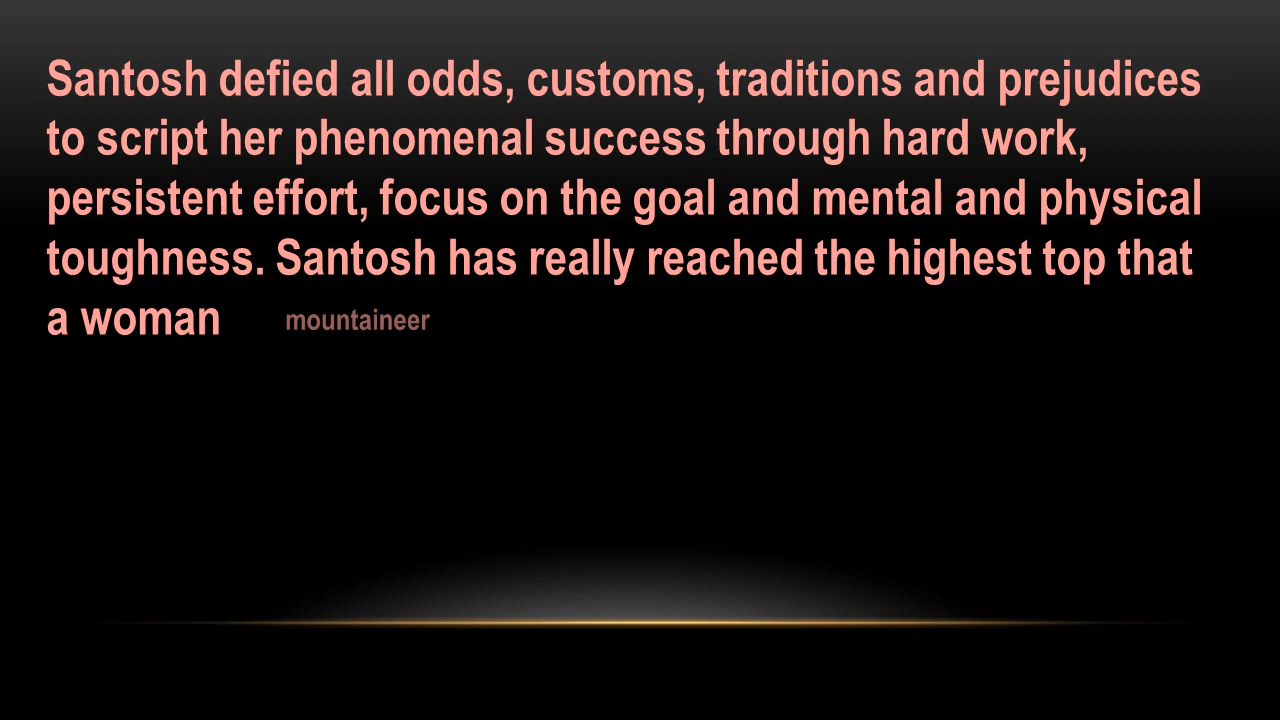 Santosh defied all odds, customs, traditions and prejudices
to script her phenomenal success through hard work,
persistent effort, focus on the goal and mental and physical
toughness. Santosh has really reached the highest top that
a woman mountaineer